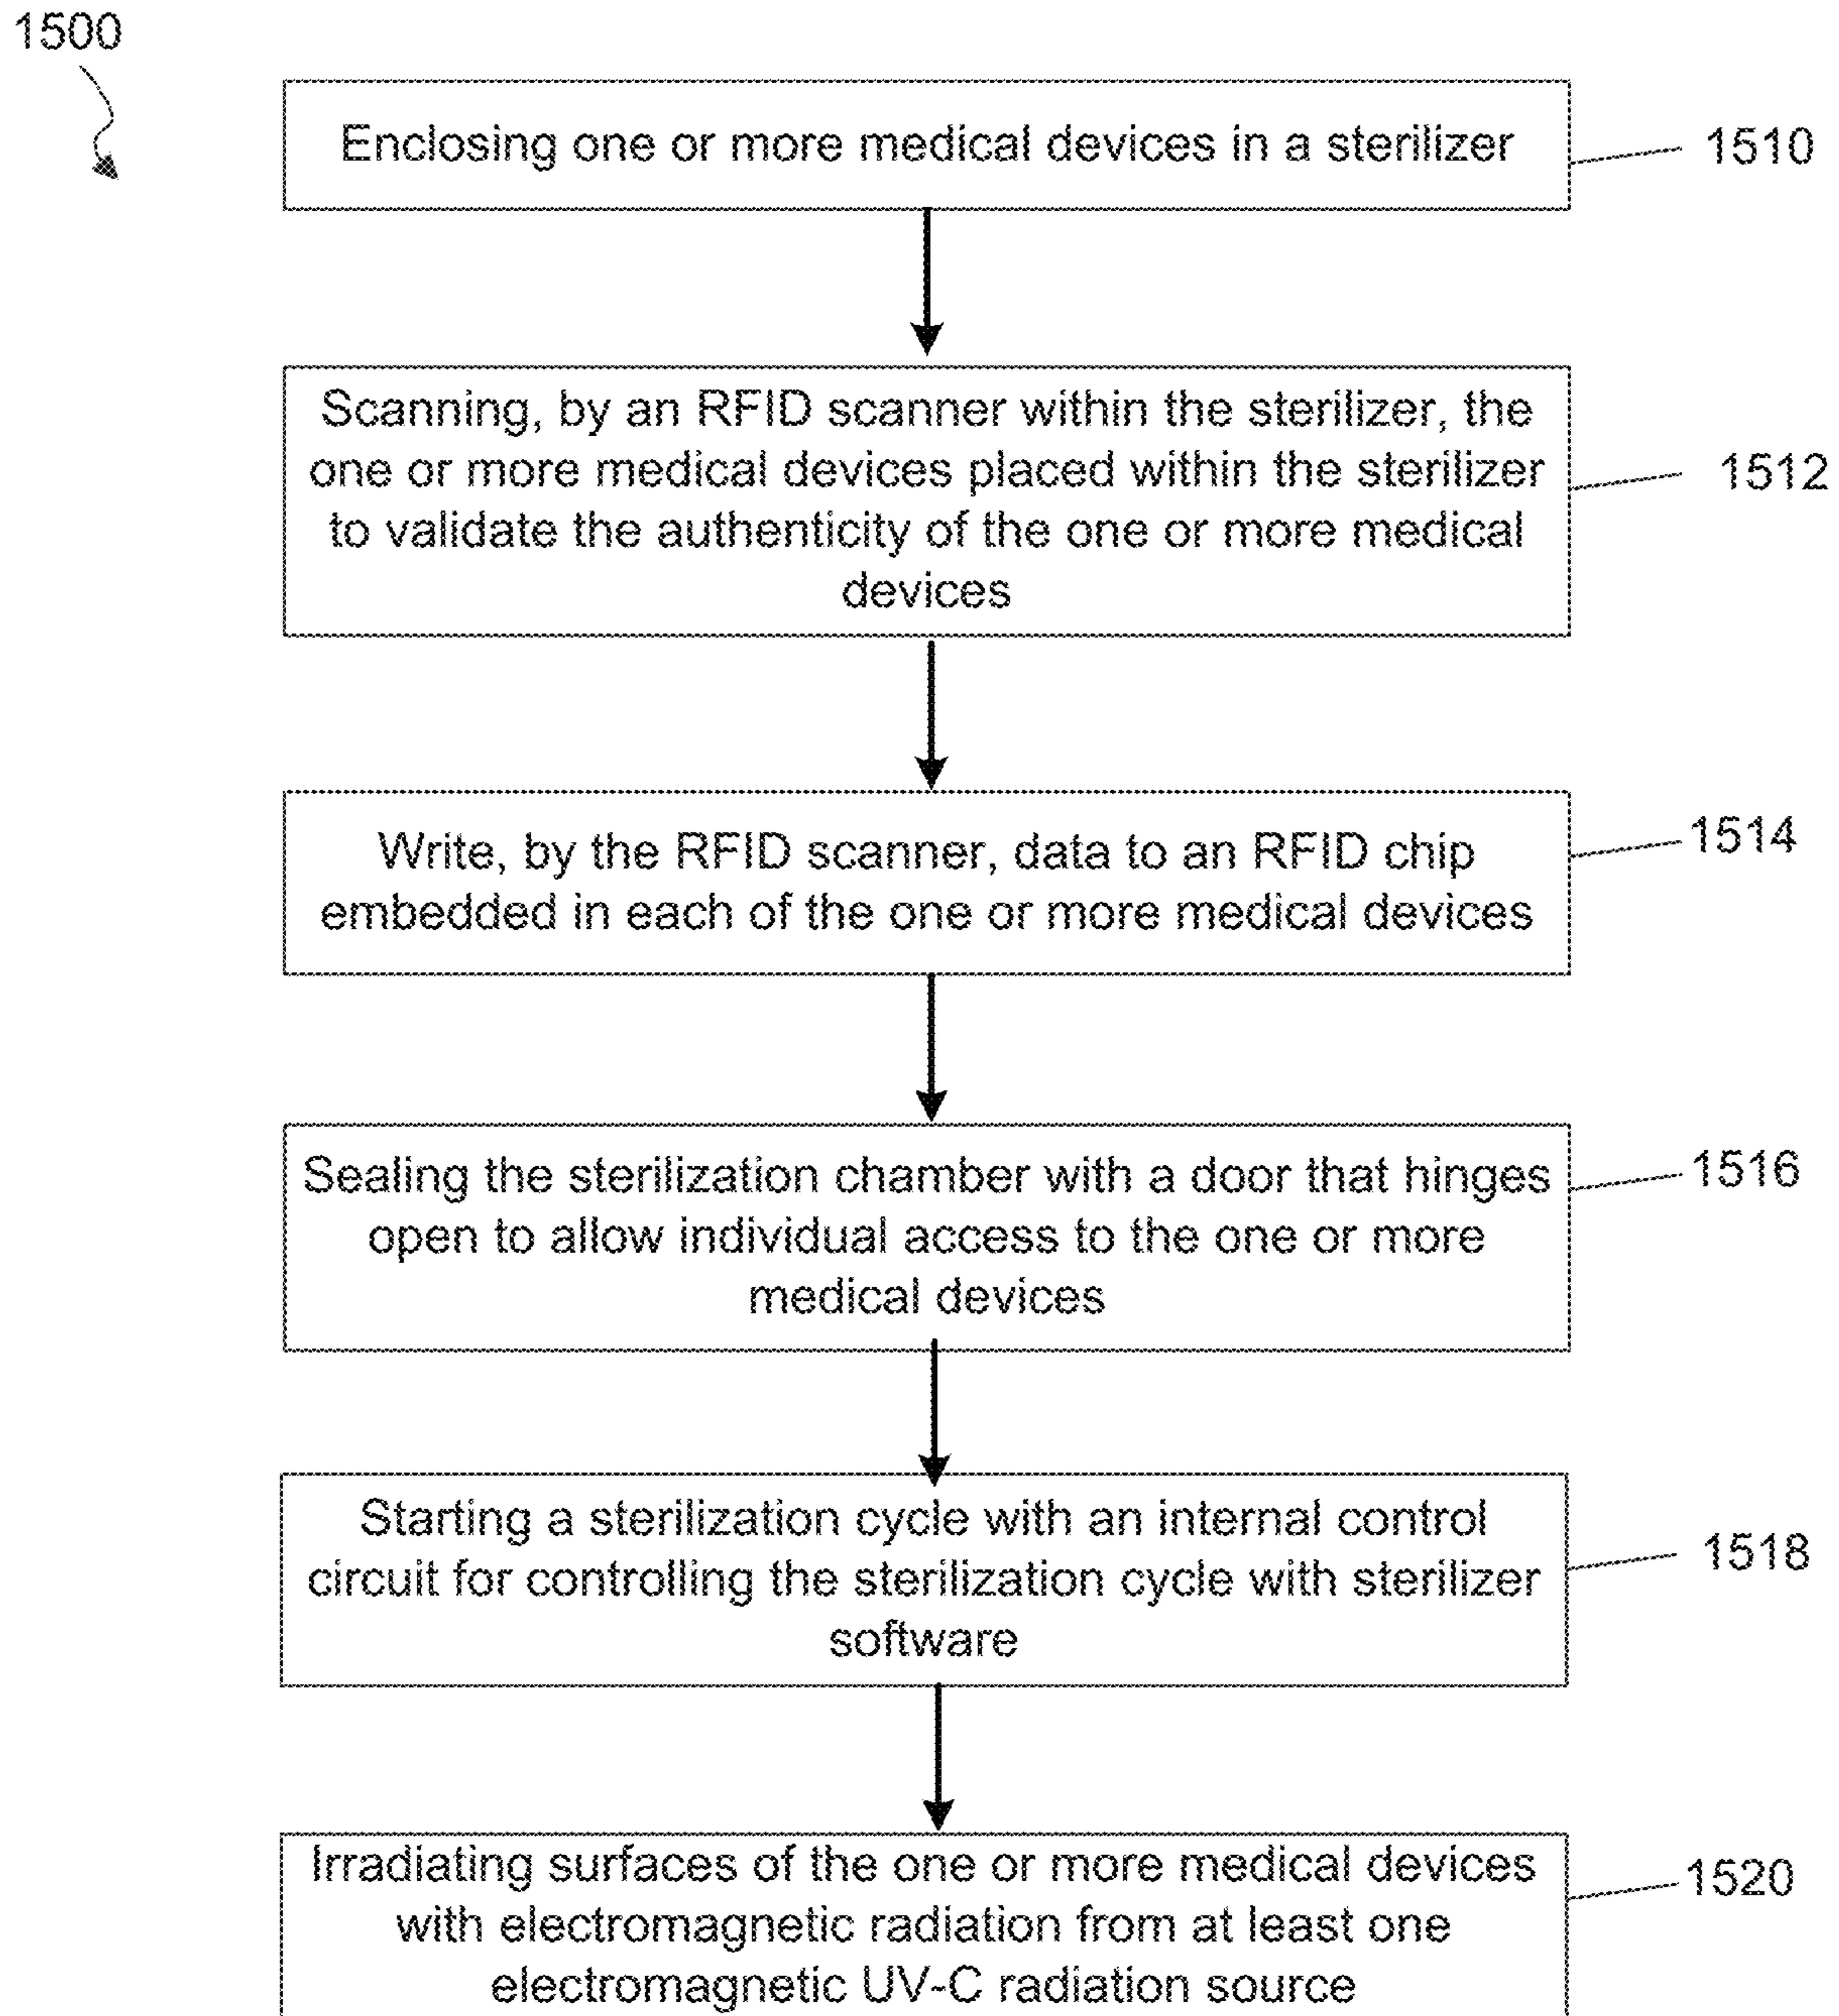 1500
Enclosing one or more medical devices in a sterilizer
1510
Scanning, by an RFID scanner within the sterilizer, the
one or more medical devices placed within the sterilizer
to validate the authenticity of the one or more medical
devices
1512
Write, by the RFID scanner, data to an RFID chip
embedded in each of the one or more medical devices
1514
Sealing the sterilization chamber with a door that hinges
open to allow individual access to the one or more
medical devices
1516
Starting a sterilization cycle with an internal control
circuit for controlling the sterilization cycle with sterilizer
software
1518
Irradiating surfaces of the one or more medical devices
with electromagnetic radiation from at least one
electromagnetic UV-C radiation source
1520